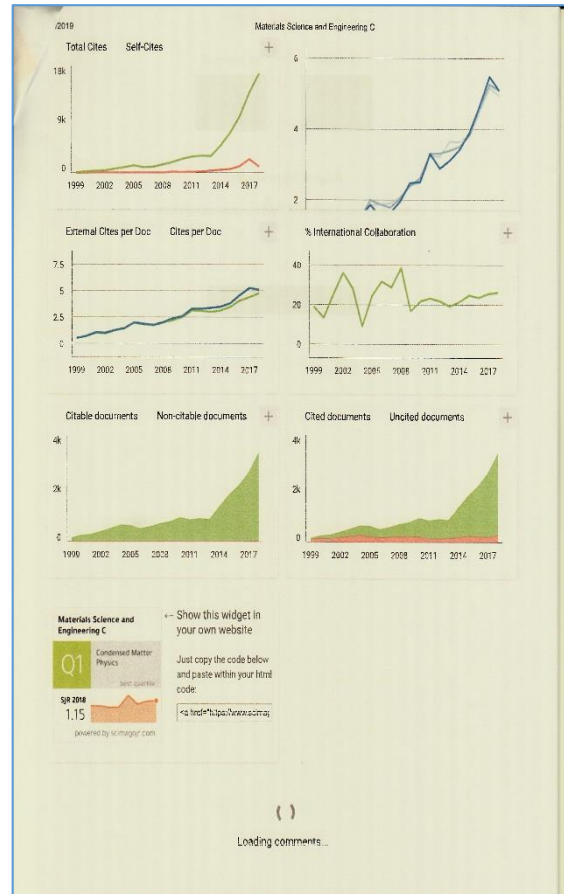 /2019
Materials Science and Engineering C
Total Cites Self-Cites +
18k
9k
0
1999 2002 2005 2008 2011 2014 2017
6
4
2
External Cites per Doc Cites per Doc +
7.5
5
2.5
0
1999 2002 2005 2008 2011 2014 2017
% International Collaboration +
40
20
0
1999 2002 2005 2008 2011 2014 2017
Citable documents Non-citable documents +
4k
2k
0
1999 2002 2005 2008 2011 2014 2017
Cited documents Uncited documents +
4k
2k
0
1999 2002 2005 2008 2011 2014 2017
Materials Science and
Engineering C
Q1
Condensed Matter
Physics
best quartile
SJR 2018
1.15
powered by scimagojr.com
← Show this widget in
your own website
Just copy the code below
and paste within your html
code:
<a href="https://www.scimag
Loading comments...